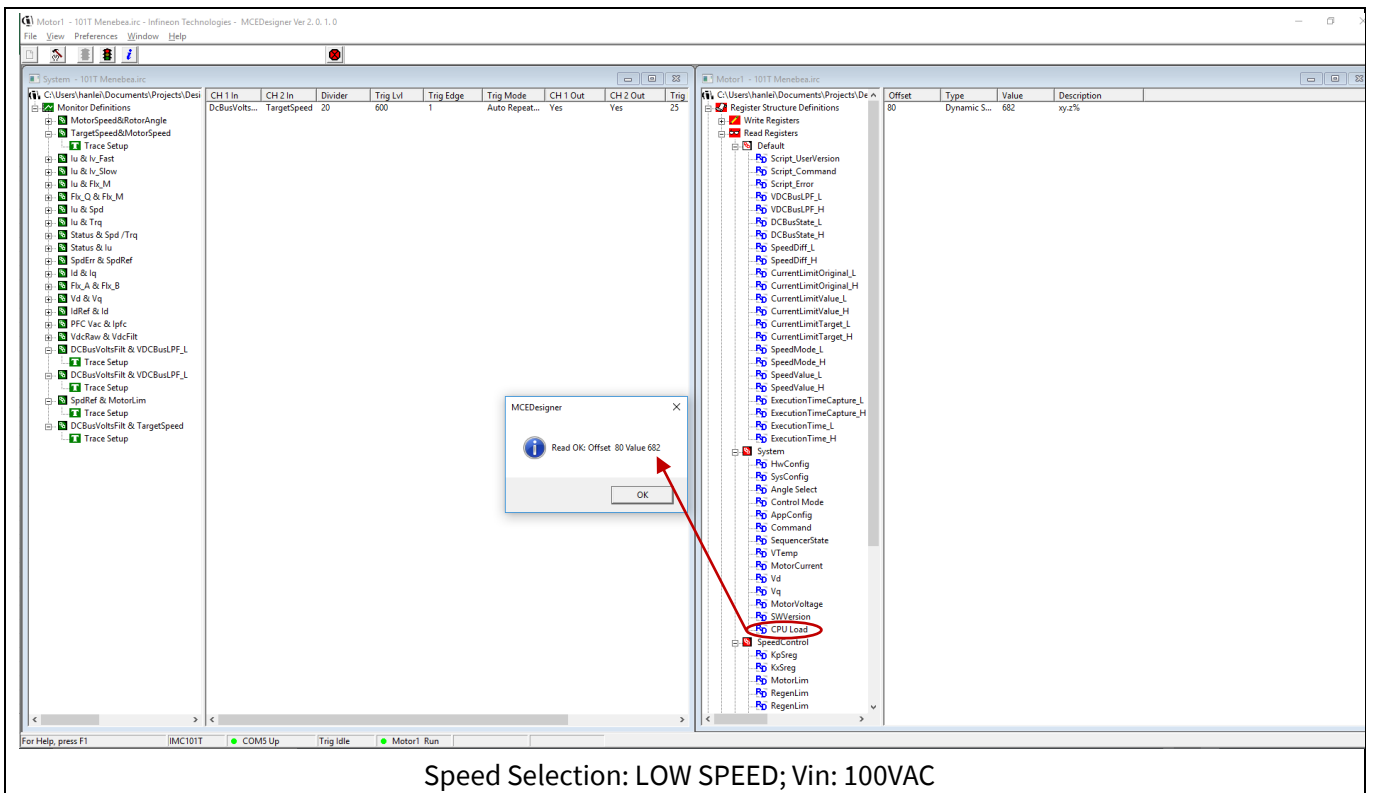 Motor1 - 101T Menebea.irc - Infineon Technologies - MCEDesigner Ver 2. 0. 1. 0
File View Preferences Window Help
System - 101T Menebea.irc
C:\Users\hanlei\Documents\Projects\Desi
Monitor Definitions
MotorSpeed&RotorAngle
TargetSpeed&MotorSpeed
Trace Setup
Iu & Iv_Fast
Iu & Iv_Slow
Iu & Flx_M
Flx_Q & Flx_M
Iu & Spd
Iu & Trq
Status & Spd /Trq
Status & Iu
SpdErr & SpdRef
Id & Iq
Flx_A & Flx_B
Vd & Vq
IdRef & Id
PFC Vac & Ipfc
VdcRaw & VdcFilt
DCBusVoltsFilt & VDCBusLPF_L
Trace Setup
DCBusVoltsFilt & VDCBusLPF_L
Trace Setup
SpdRef & MotorLim
Trace Setup
DCBusVoltsFilt & TargetSpeed
Trace Setup
CH 1 In CH 2 In Divider Trig Lvl Trig Edge Trig Mode CH 1 Out CH 2 Out Trig
DcBusVolts... TargetSpeed 20 600 1 Auto Repeat... Yes Yes 25
MCEDesigner
Read OK: Offset 80 Value 682
OK
Motor1 - 101T Menebea.irc
C:\Users\hanlei\Documents\Projects\De
Register Structure Definitions
Write Registers
Read Registers
Default
Script_UserVersion
Script_Command
Script_Error
VDCBusLPF_L
VDCBusLPF_H
DCBusState_L
DCBusState_H
SpeedDiff_L
SpeedDiff_H
CurrentLimitOriginal_L
CurrentLimitOriginal_H
CurrentLimitValue_L
CurrentLimitValue_H
CurrentLimitTarget_L
CurrentLimitTarget_H
SpeedMode_L
SpeedMode_H
SpeedValue_L
SpeedValue_H
ExecutionTimeCapture_L
ExecutionTimeCapture_H
ExecutionTime_L
ExecutionTime_H
System
HwConfig
SysConfig
Angle Select
Control Mode
AppConfig
Command
SequencerState
VTemp
MotorCurrent
Vd
Vq
MotorVoltage
SWVersion
CPU Load
SpeedControl
KpSreg
KxSreg
MotorLim
RegenLim
RegenLim
Offset Type Value Description
80 Dynamic S... 682 xy.z%
For Help, press F1 IMC101T COM5 Up Trig Idle Motor1 Run
Speed Selection: LOW SPEED; Vin: 100VAC